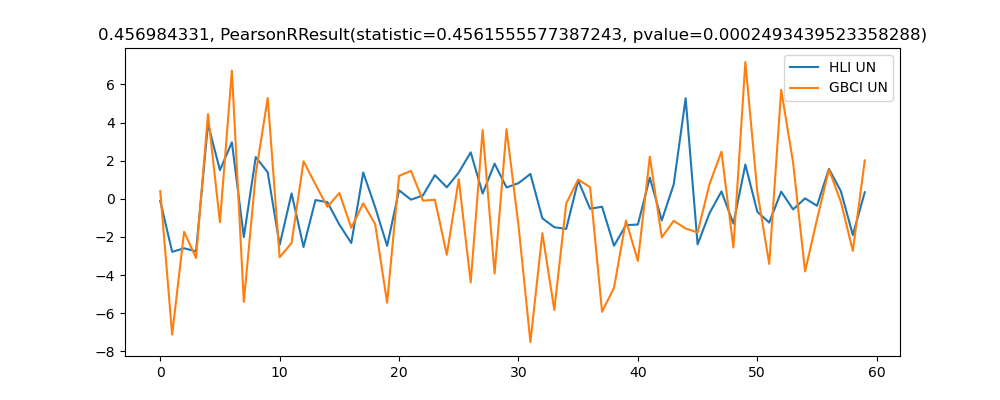 0.456984331, PearsonRResult(statistic=0.4561555577387243, pvalue=0.0002493439523358288)
HLI UN
GBCI UN
6
4
2
0
−2
−4
−6
−8
0 10 20 30 40 50 60